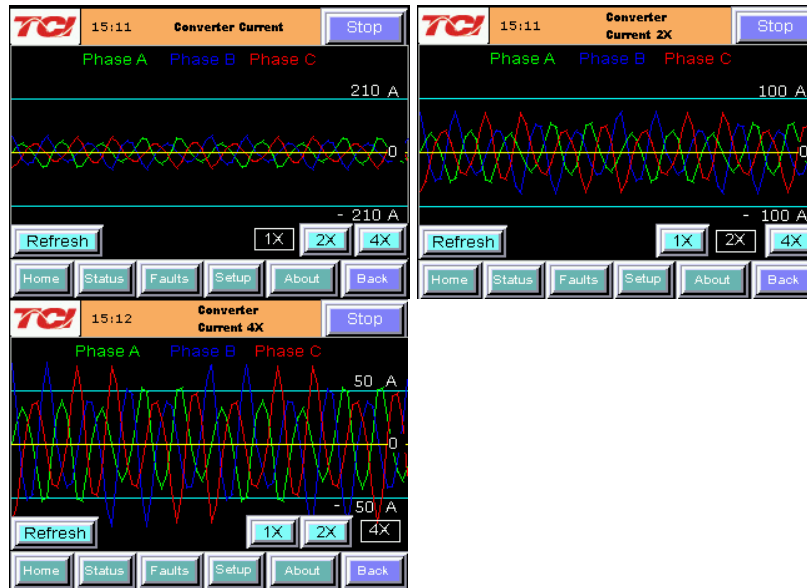 TCI 15:11 Converter Current Stop
Phase A Phase B Phase C
210 A
0
- 210 A
Refresh 1X 2X 4X
Home Status Faults Setup About Back
TCI 15:11 Converter Current 2X Stop
Phase A Phase B Phase C
100 A
0
- 100 A
Refresh 1X 2X 4X
Home Status Faults Setup About Back
TCI 15:12 Converter Current 4X Stop
Phase A Phase B Phase C
50 A
0
- 50 A
Refresh 1X 2X 4X
Home Status Faults Setup About Back